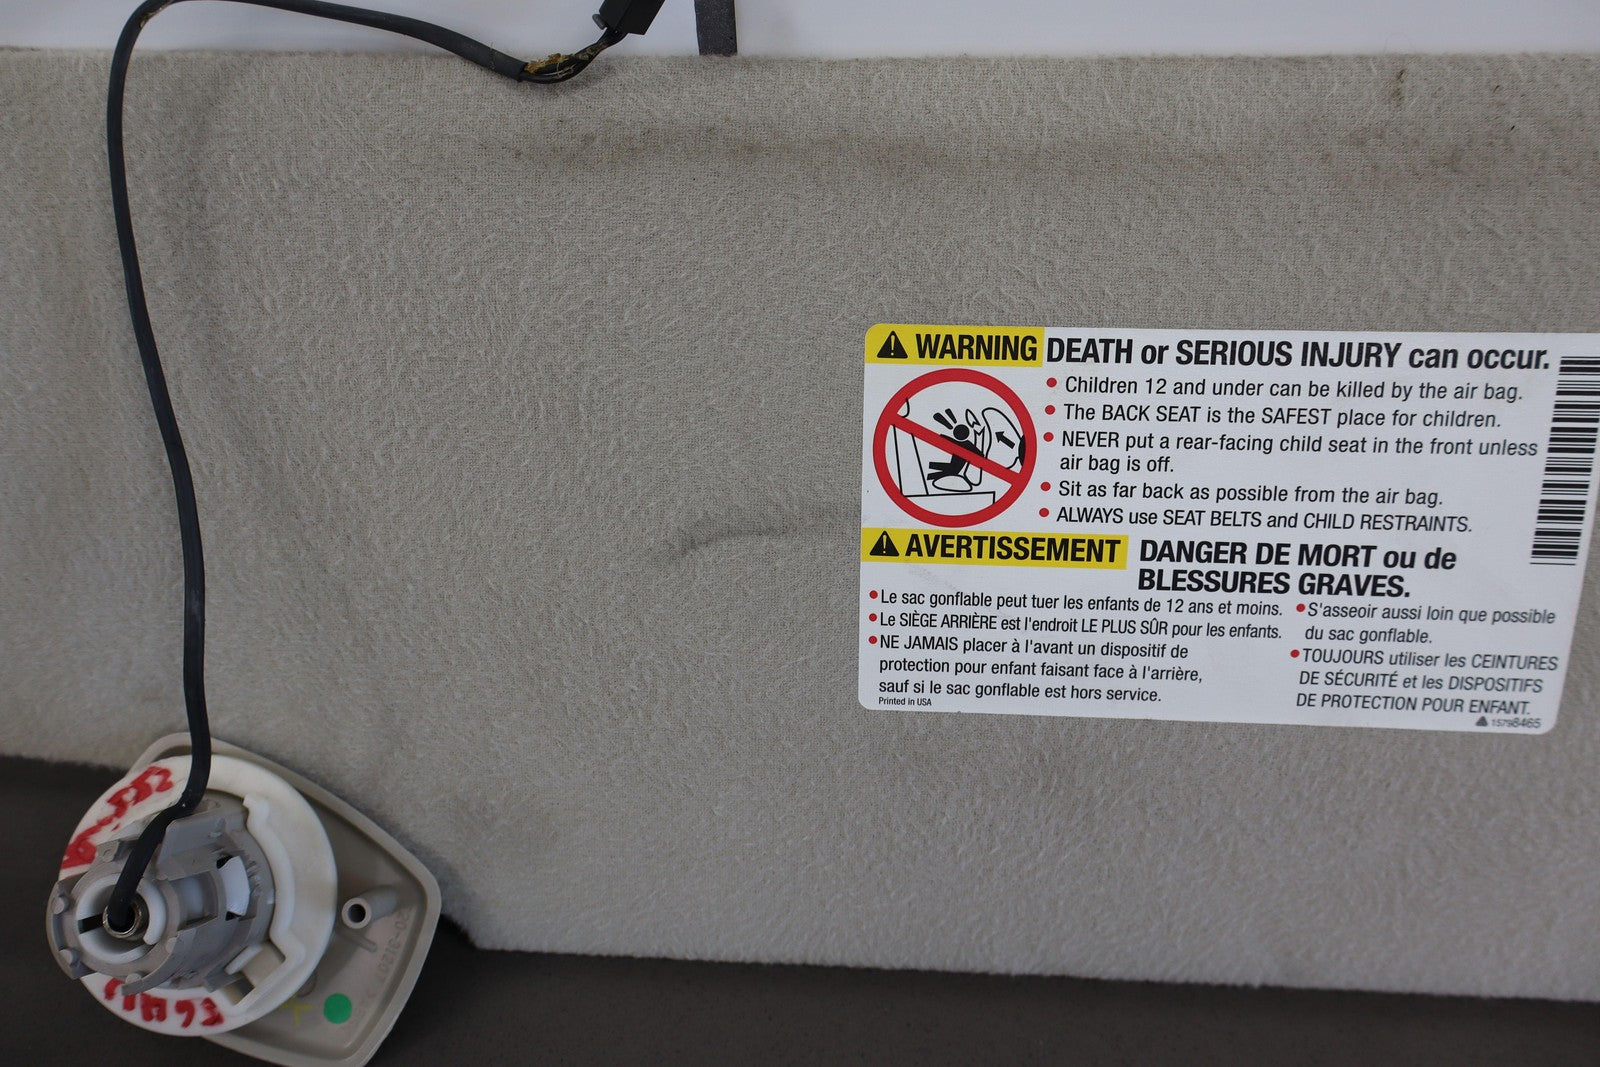 WARNING DEATH or SERIOUS INJURY can occur.
Children 12 and under can be killed by the air bag.
The BACK SEAT is the SAFEST place for children.
NEVER put a rear-facing child seat in the front unless
air bag is off.
Sit as far back as possible from the air bag.
ALWAYS use SEAT BELTS and CHILD RESTRAINTS.
AVERTISSEMENT DANGER DE MORT ou de
BLESSURES GRAVES.
Le sac gonflable peut tuer les enfants de 12 ans et moins.
Le SIÈGE ARRIÈRE est l'endroit LE PLUS SÛR pour les enfants.
NE JAMAIS placer à l'avant un dispositif de
protection pour enfant faisant face à l'arrière,
sauf si le sac gonflable est hors service.
Printed in USA
S'asseoir aussi loin que possible
du sac gonflable.
TOUJOURS utiliser les CEINTURES
DE SÉCURITÉ et les DISPOSITIFS
DE PROTECTION POUR ENFANT.
15798465